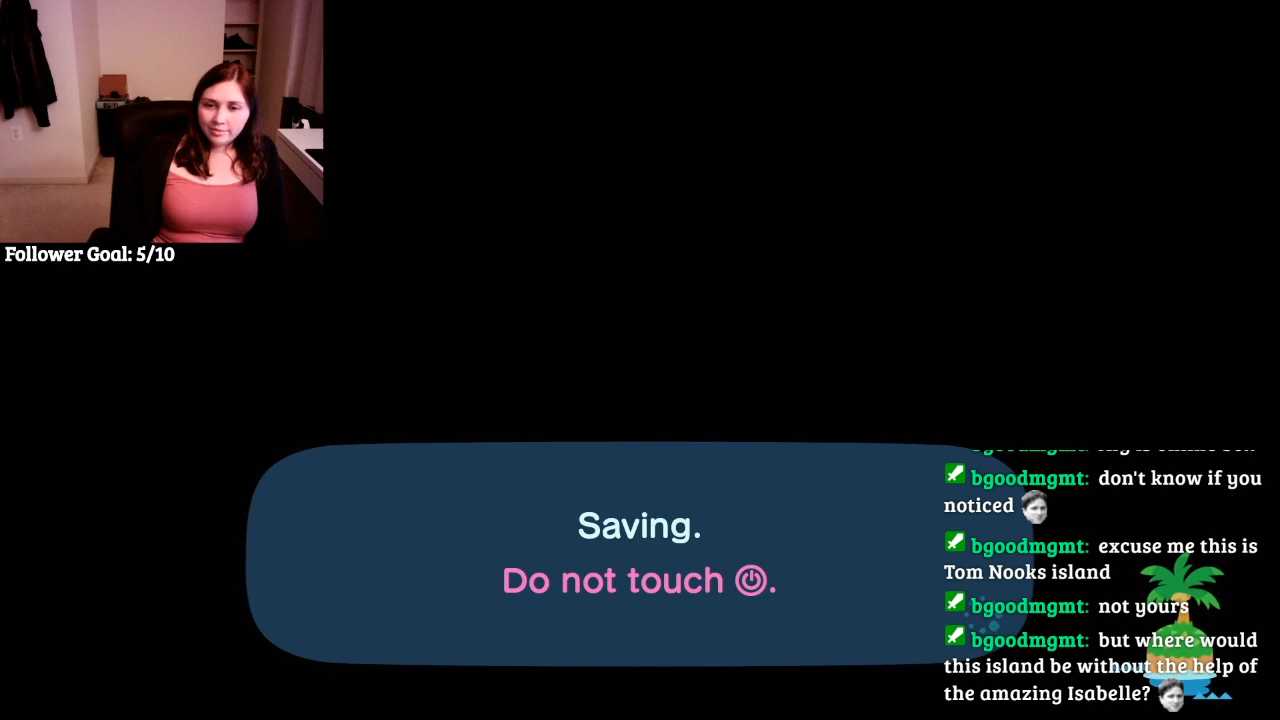 Follower Goal: 5/10
Saving.
Do not touch
bgoodmgmt: don't know if you
noticed
bgoodmgmt: excuse me this is
Tom Nooks island
bgoodmgmt: not yours
bgoodmgmt: but where would
this island be without the help of
the amazing Isabelle?